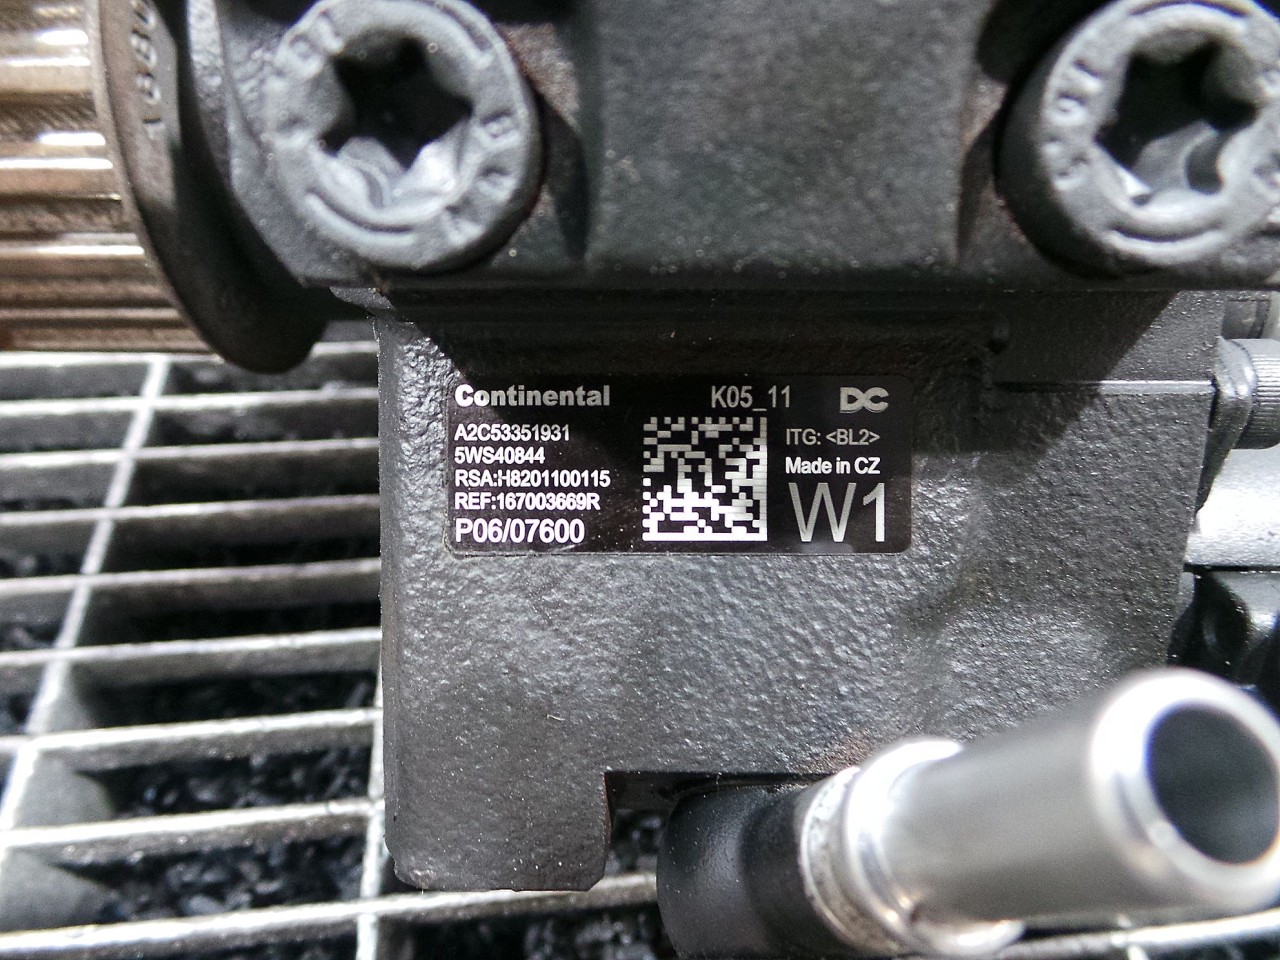 Continental K05_11 DC
A2C53351931
5WS40844
RSA:H8201100115
REF:167003669R
P06/07600
ITG: <BL2>
Made in CZ
W1